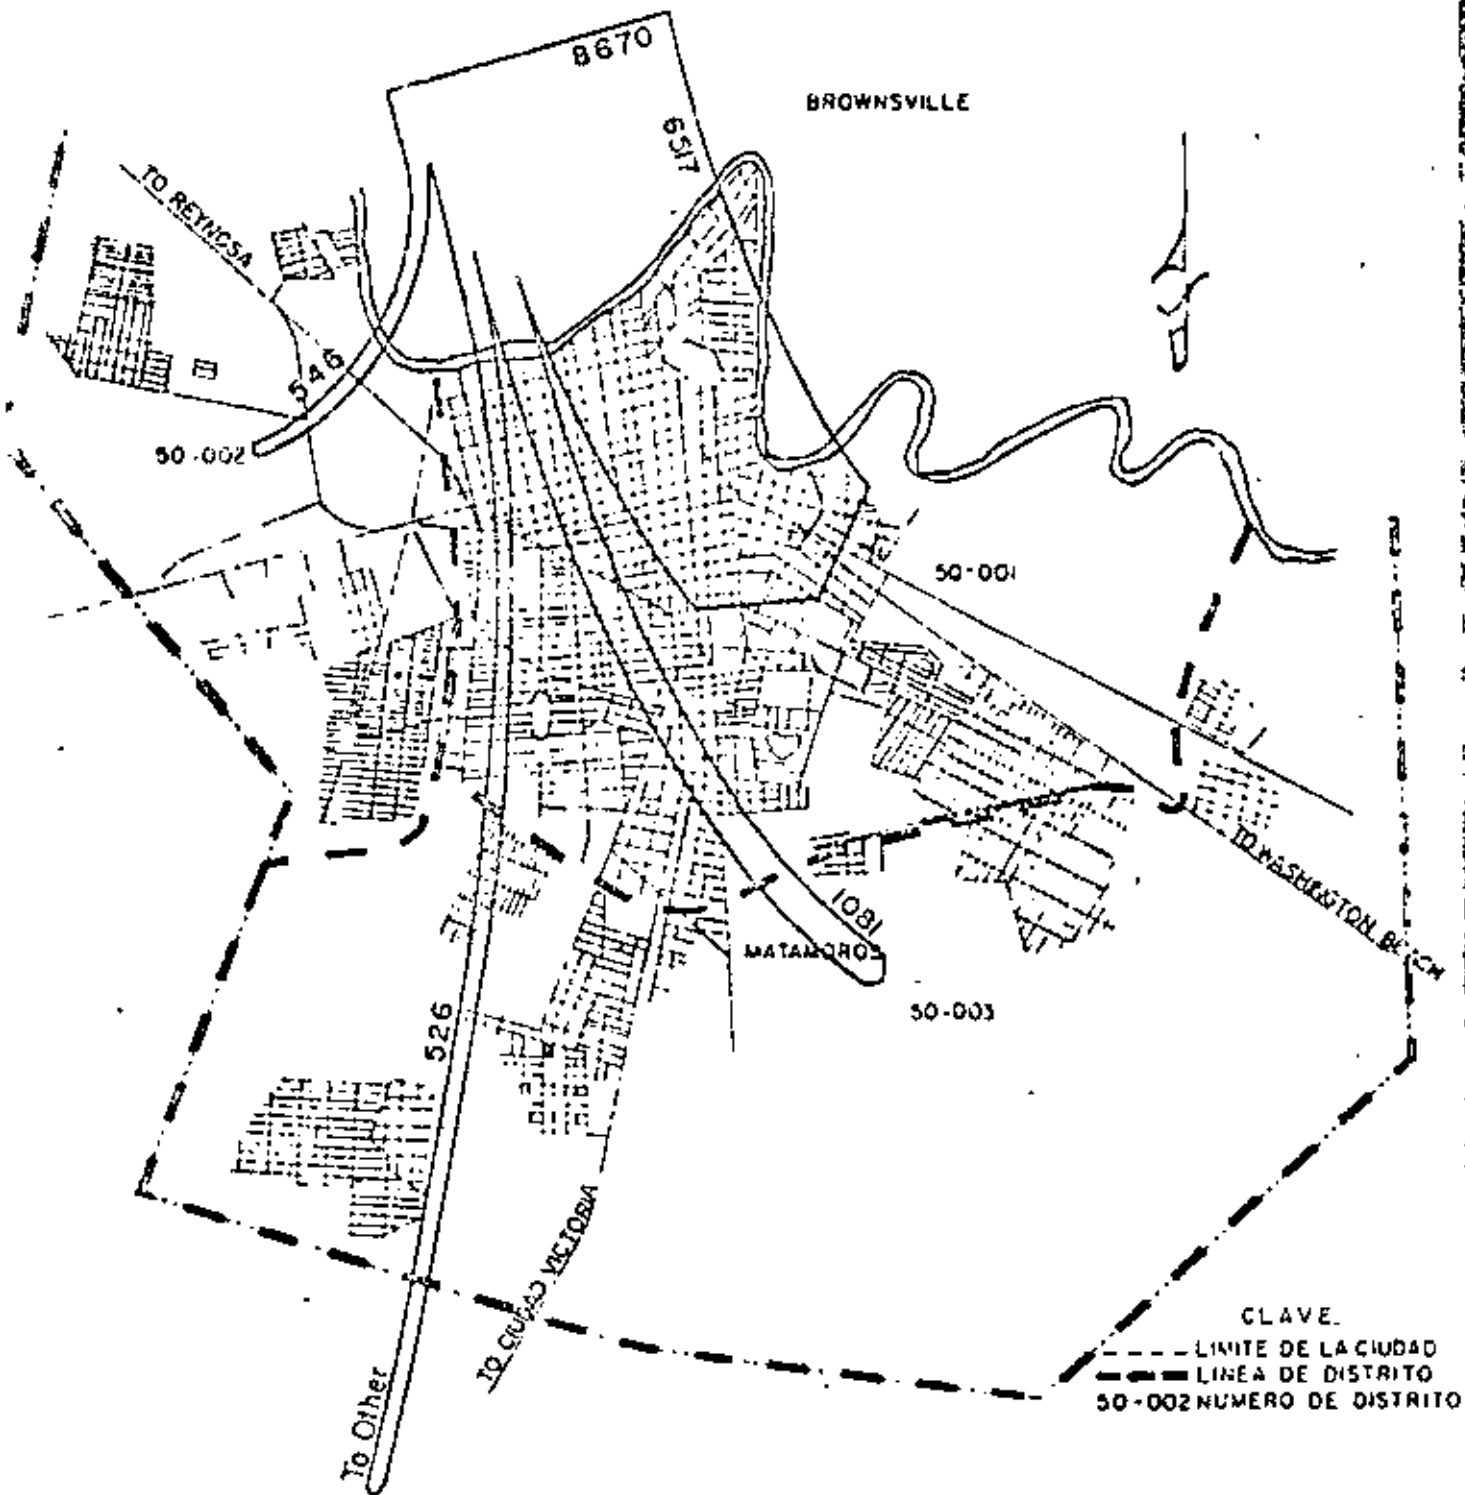 8670
BROWNSVILLE
6517
TO REYNOSA
546
50-002
50-001
TO WASHINGTON BEACH
1081
MATAMOROS
50-003
526
TO CIUDAD VICTORIA
To Other
CLAVE
LIMITE DE LA CIUDAD
LINEA DE DISTRITO
50-002 NUMERO DE DISTRITO